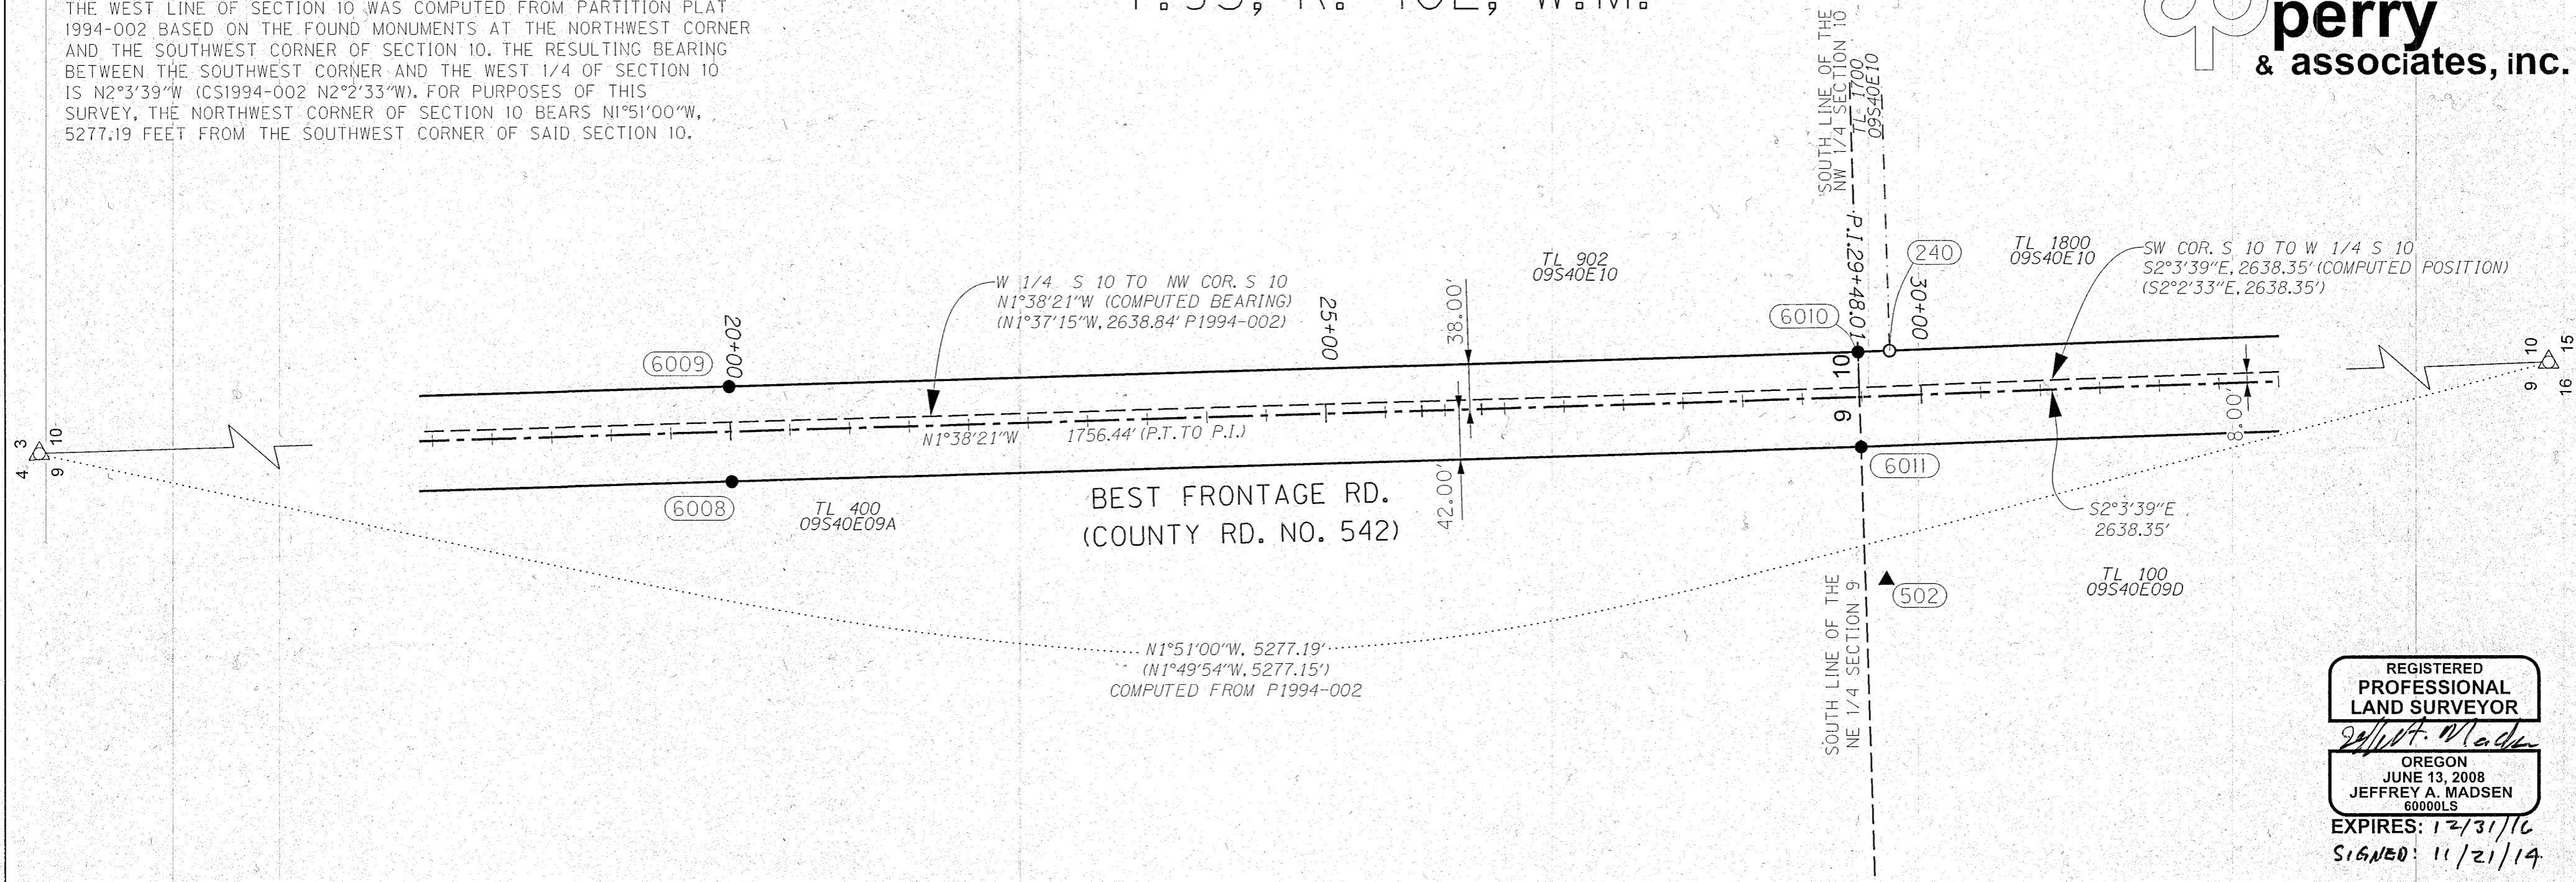 THE WEST LINE OF SECTION 10 WAS COMPUTED FROM PARTITION PLAT
1994-002 BASED ON THE FOUND MONUMENTS AT THE NORTHWEST CORNER
AND THE SOUTHWEST CORNER OF SECTION 10. THE RESULTING BEARING
BETWEEN THE SOUTHWEST CORNER AND THE WEST 1/4 OF SECTION 10
IS N2°3'39"W (CS1994-002 N2°2'33"W). FOR PURPOSES OF THIS
SURVEY, THE NORTHWEST CORNER OF SECTION 10 BEARS N1°51'00"W,
5277.19 FEET FROM THE SOUTHWEST CORNER OF SAID SECTION 10.
perry
& associates, inc.
SOUTH LINE OF THE
NW 1/4 SECTION 10
TL 1700
09S40E10
P.I.29+48.01
240
30+00
TL 1800
09S40E10
SW COR. S 10 TO W 1/4 S 10
S2°3'39"E, 2638.35' (COMPUTED POSITION)
(S2°2'33"E, 2638.35')
TL 902
09S40E10
W 1/4 S 10 TO NW COR. S 10
N1°38'21"W (COMPUTED BEARING)
(N1°37'15"W, 2638.84' P1994-002)
20+00
25+00
38.00'
6010
6009
10
9
10
15
9
16
3
10
4
9
N1°38'21"W
1756.44' (P.T. TO P.I.)
8.00'
6011
6008
TL 400
09S40E09A
BEST FRONTAGE RD.
(COUNTY RD. NO. 542)
42.00'
S2°3'39"E
2638.35'
TL 100
09S40E09D
502
SOUTH LINE OF THE
NE 1/4 SECTION 9
N1°51'00"W, 5277.19'
(N1°49'54"W, 5277.15')
COMPUTED FROM P1994-002
REGISTERED
PROFESSIONAL
LAND SURVEYOR
OREGON
JUNE 13, 2008
JEFFREY A. MADSEN
60000LS
EXPIRES: 12/31/16
SIGNED: 11/21/14